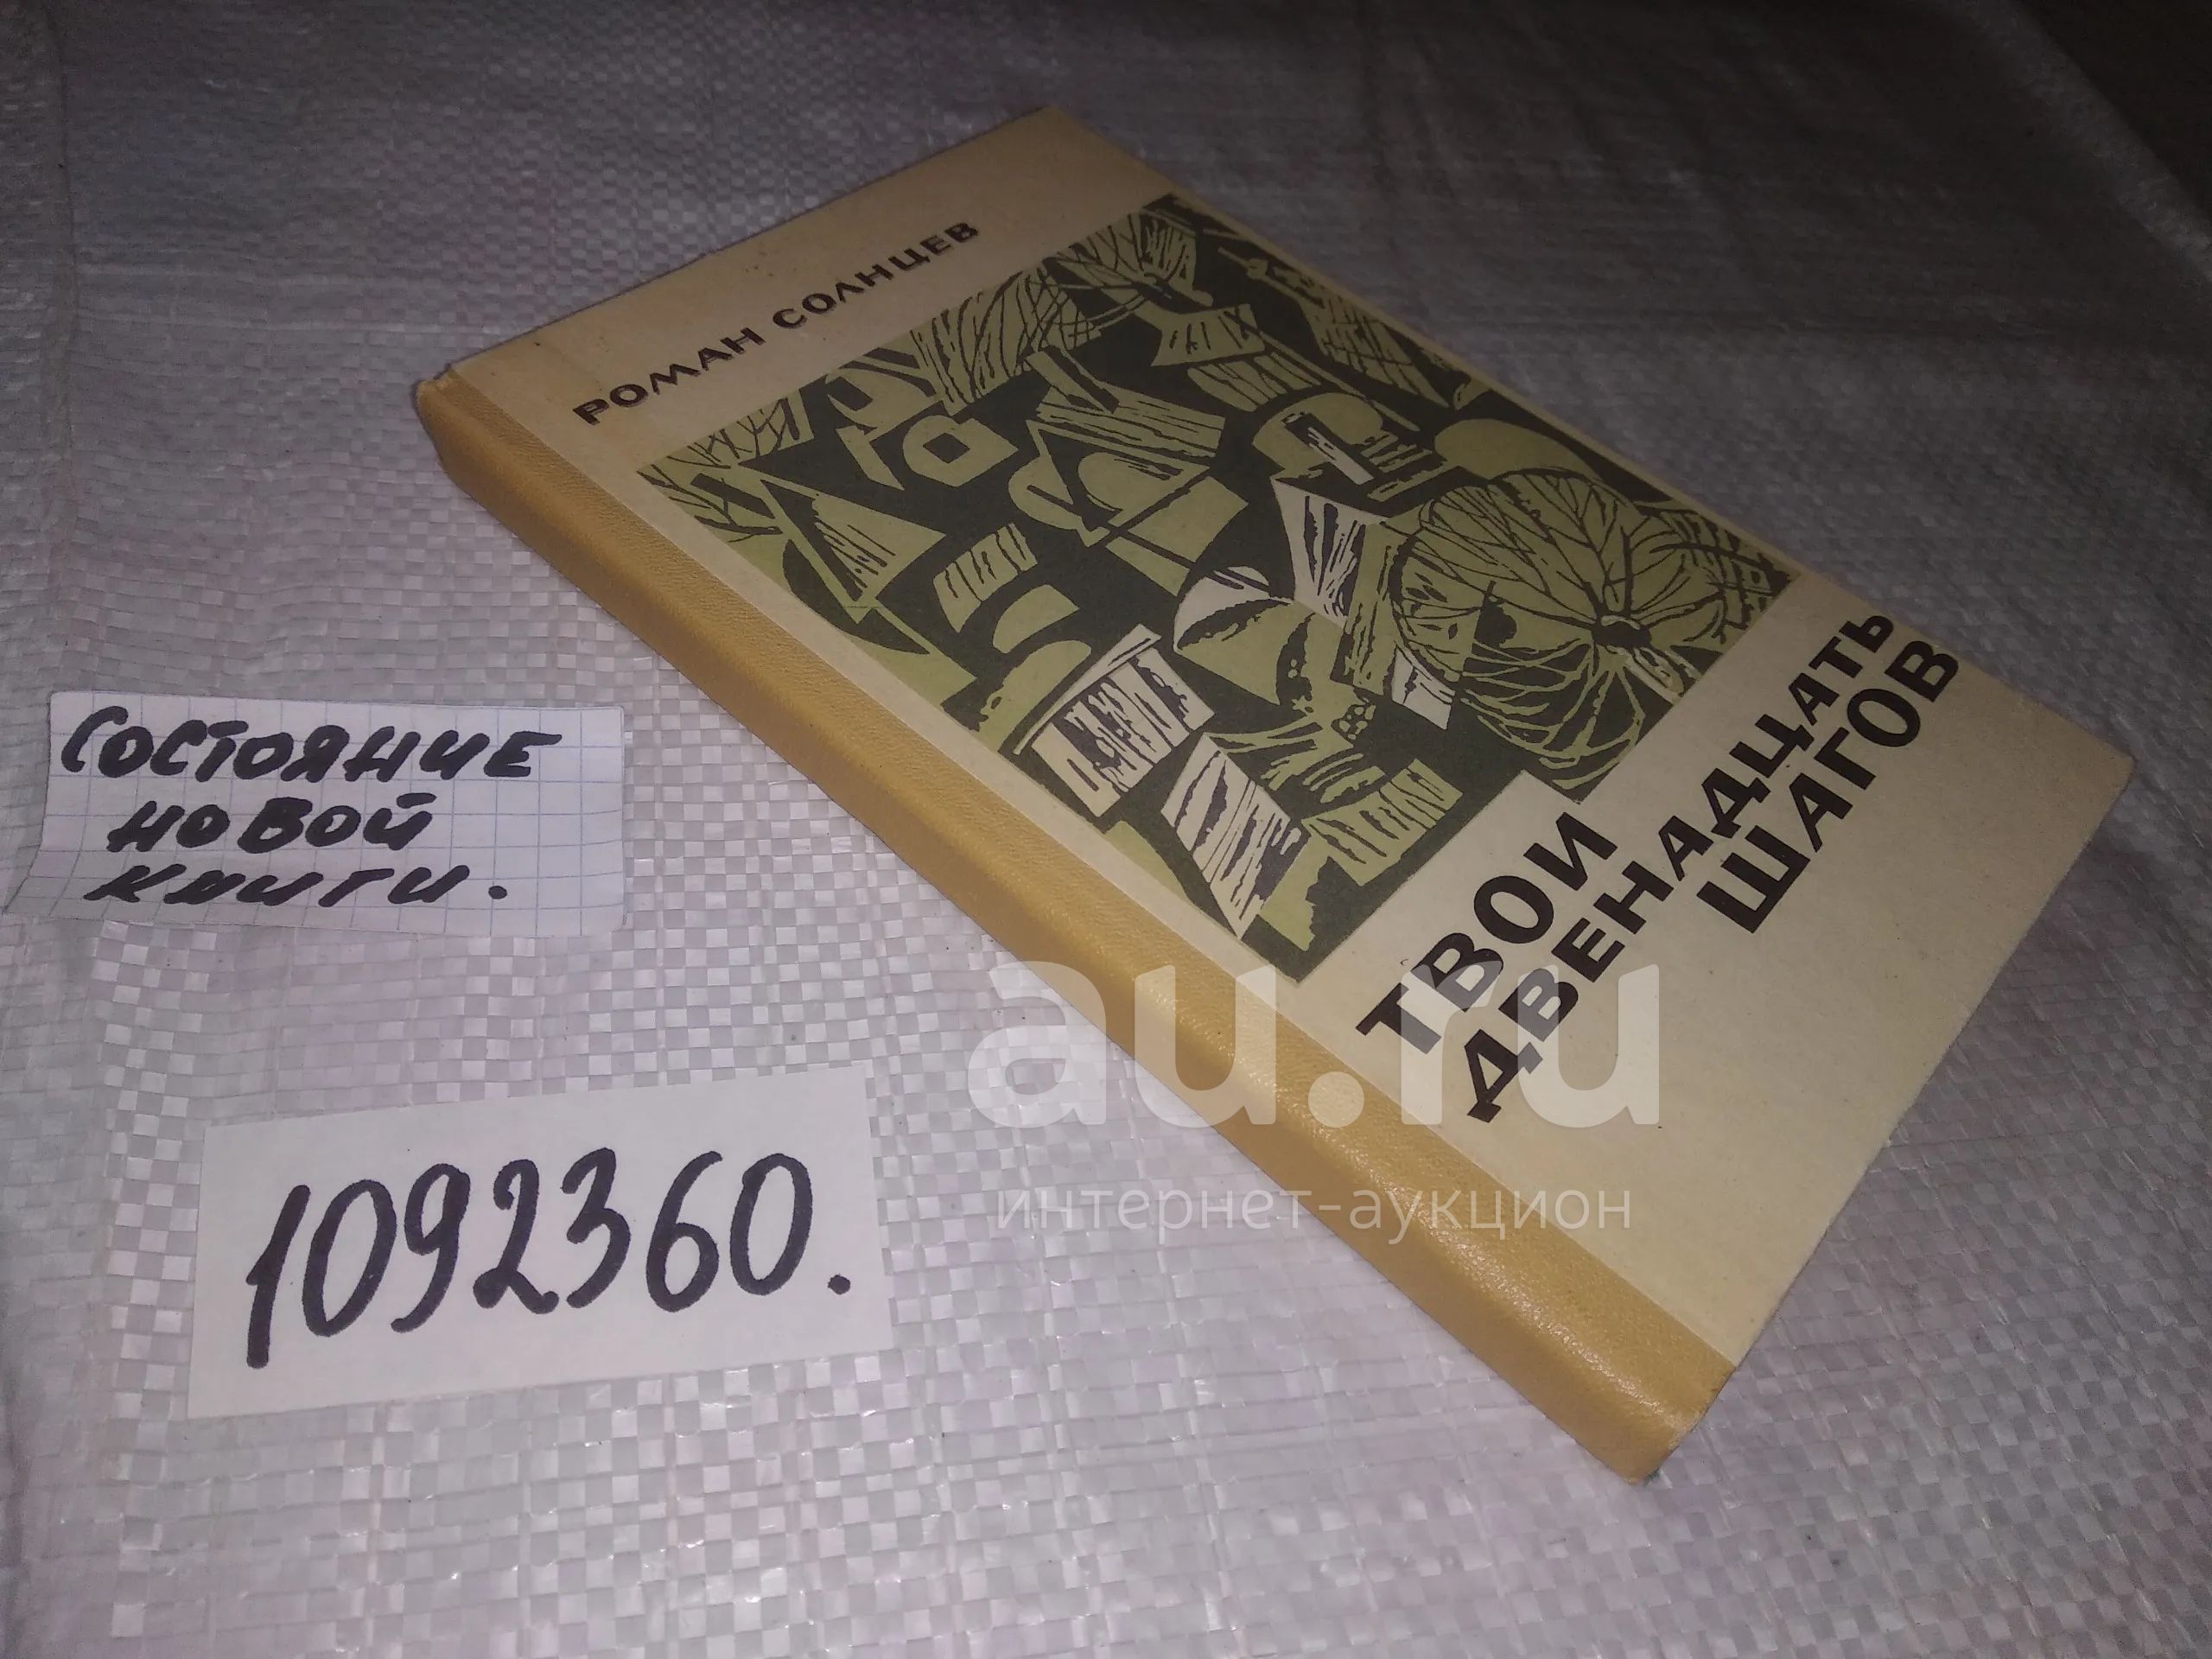 РОМАН СОЛНЦЕВ
ТВОИ
ДВЕНАДЦАТЬ
ШАГОВ
СОСТОЯНИЕ
НОВОЙ
КНИГИ.
1092360.
au.ru
интернет-аукцион